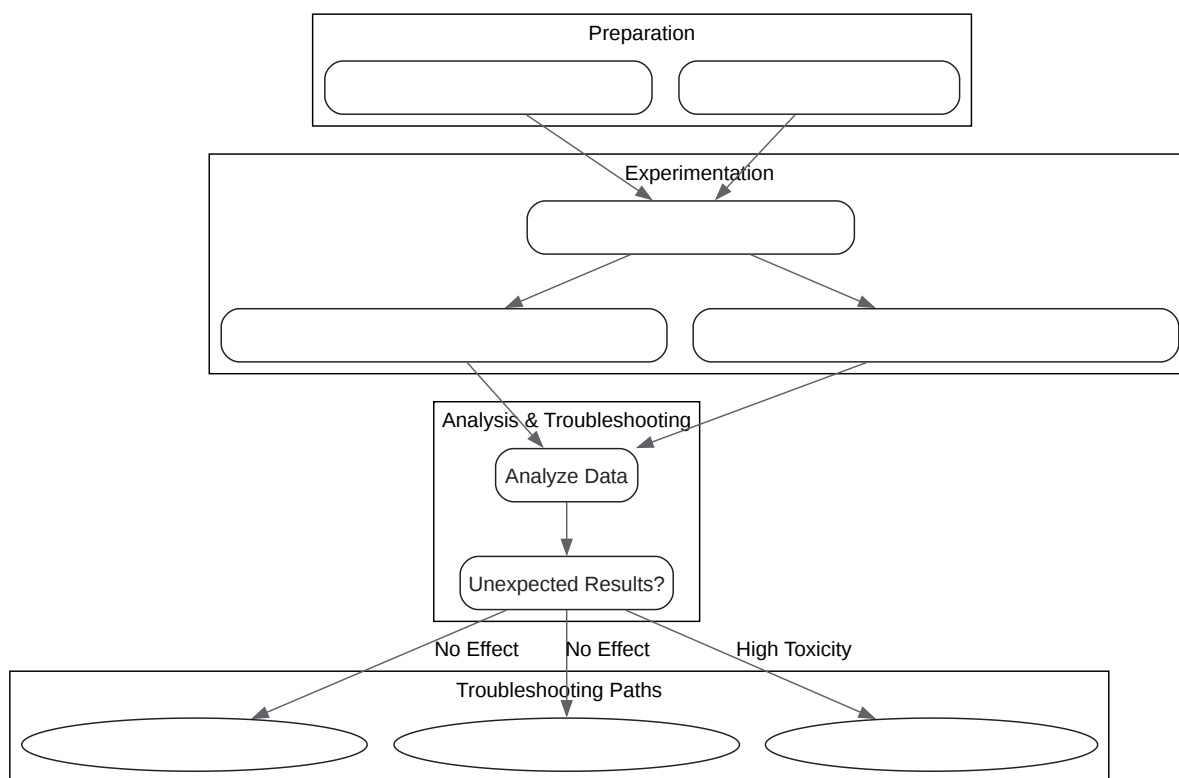 Preparation
Experimentation
Analysis & Troubleshooting
Analyze Data
Unexpected Results?
No Effect
No Effect
High Toxicity
Troubleshooting Paths